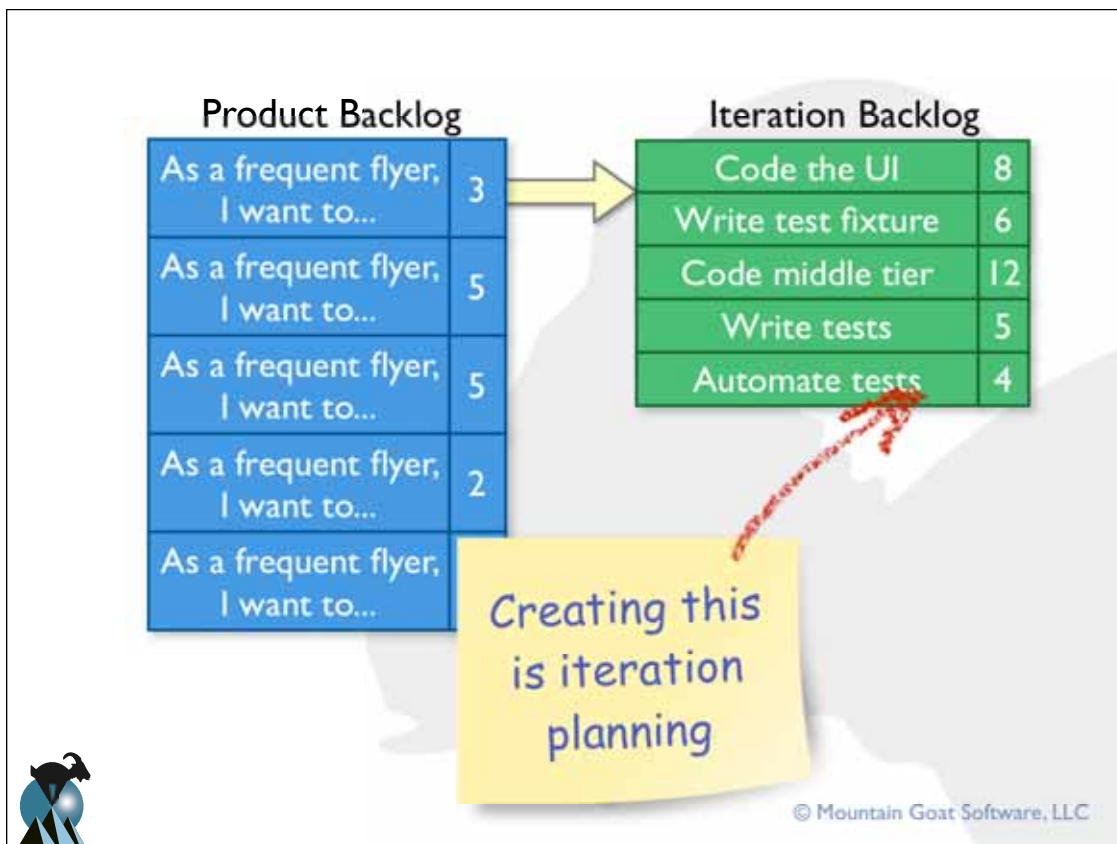 Product Backlog
As a frequent flyer,
I want to...
3
As a frequent flyer,
I want to...
5
As a frequent flyer,
I want to...
5
As a frequent flyer,
I want to...
2
As a frequent flyer,
I want to...
Iteration Backlog
Code the UI 8
Write test fixture 6
Code middle tier 12
Write tests 5
Automate tests 4
Creating this
is iteration
planning
© Mountain Goat Software, LLC